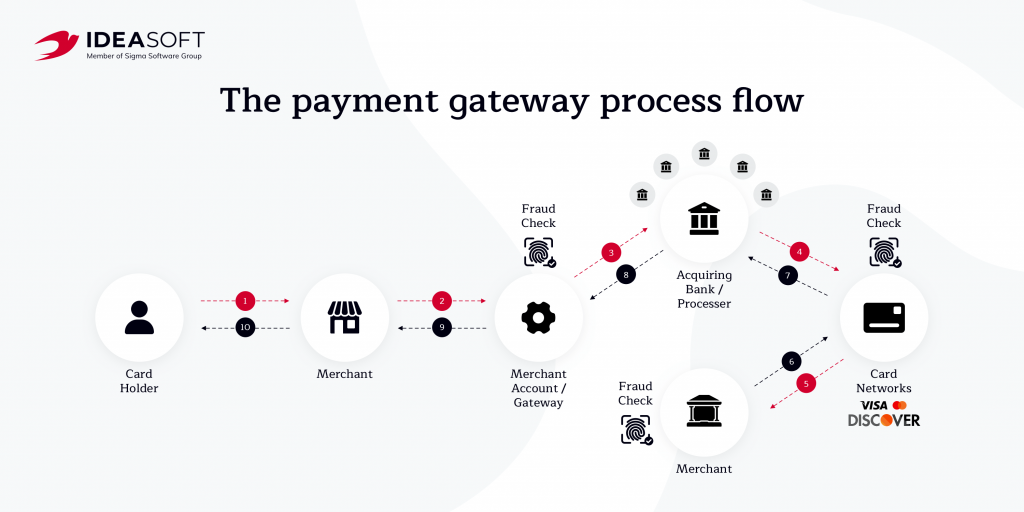 IDEASOFT
Member of Sigma Software Group
The payment gateway process flow
Fraud
Check
Fraud
Check
3
4
8
7
Acquiring
Bank /
Processer
1
2
10
9
Card
Holder
Merchant
Merchant
Account /
Gateway
6
5
Fraud
Check
Card
Networks
VISA
DISCOVER
Merchant